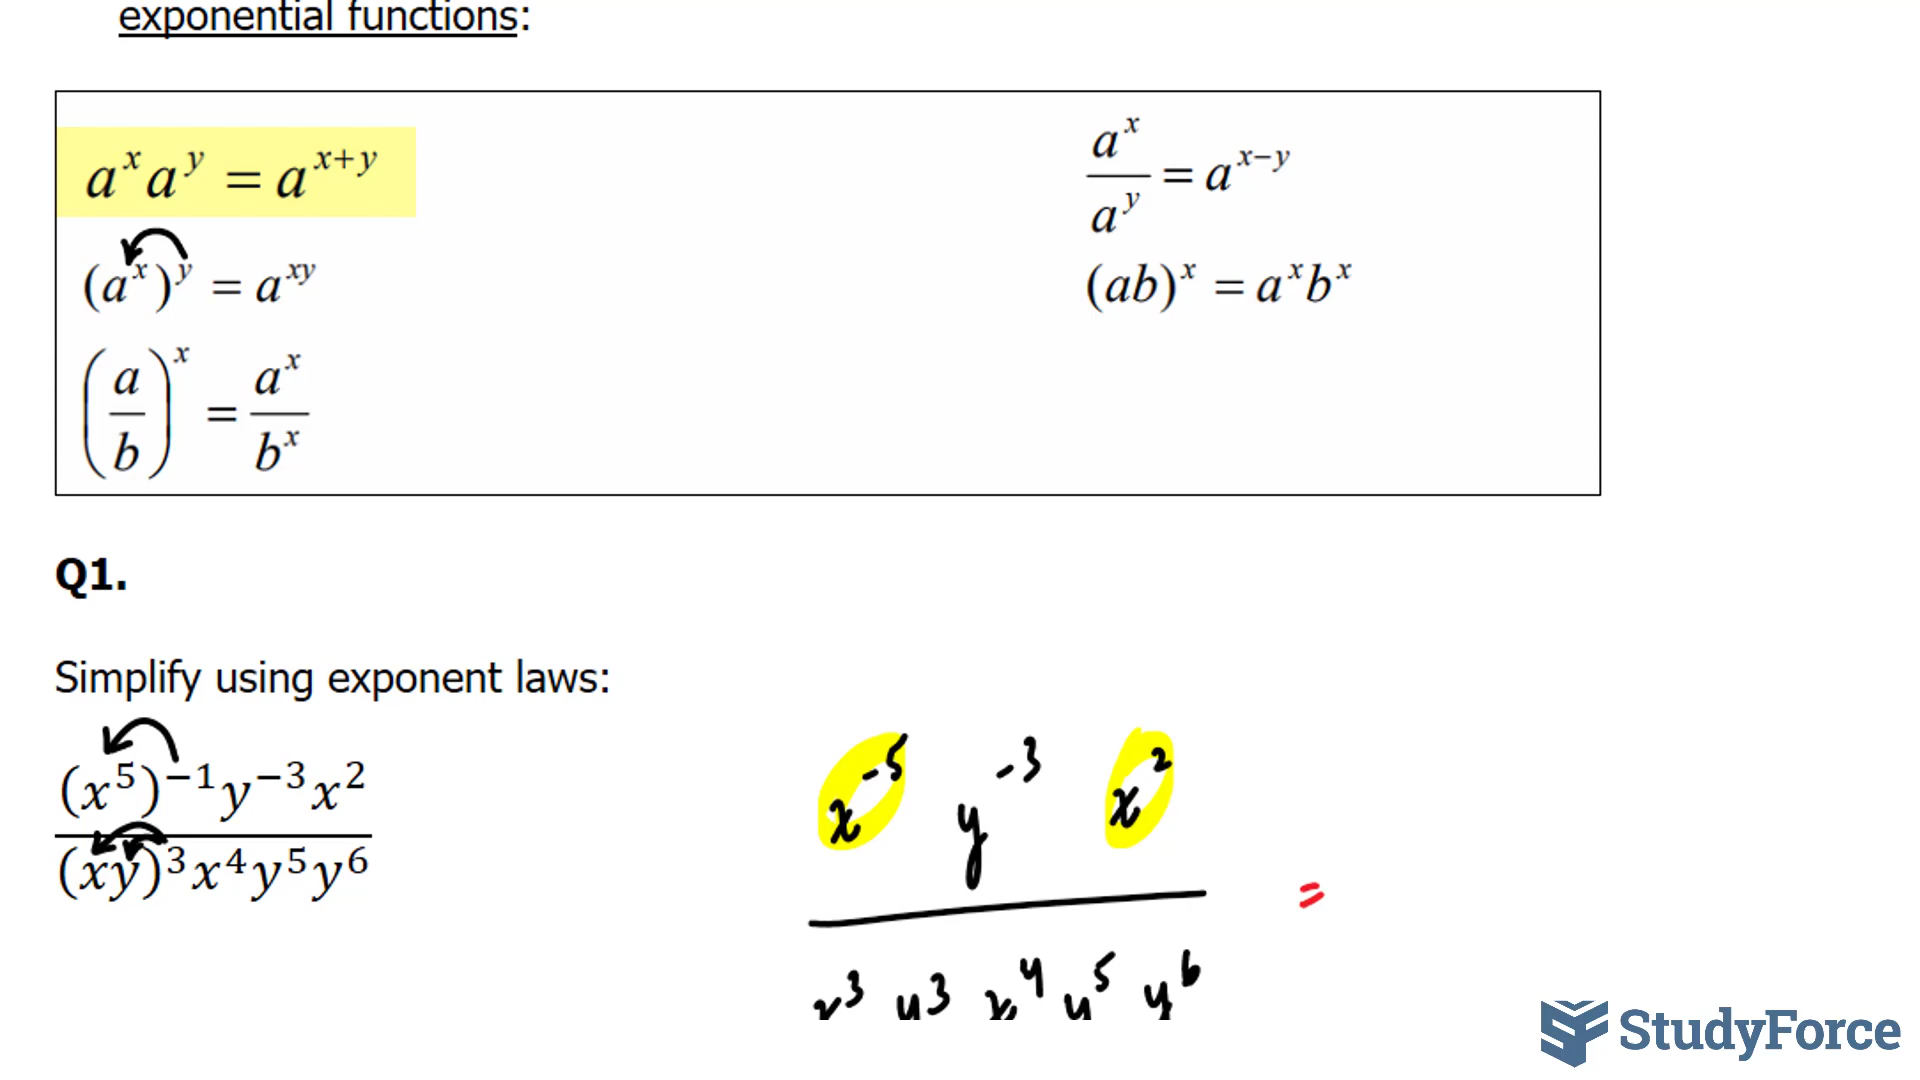 exponential functions:
a^x a^y = a^{x+y}
a^x / a^y = a^{x-y}
(a^x)^y = a^{xy}
(ab)^x = a^x b^x
(a/b)^x = a^x / b^x
Q1.
Simplify using exponent laws:
(x^5)^{-1} y^{-3} x^2
(xy)^3 x^4 y^5 y^6
x^{-5} y^{-3} x^2
=
x^3 y^3 x^4 y^5 y^6
StudyForce